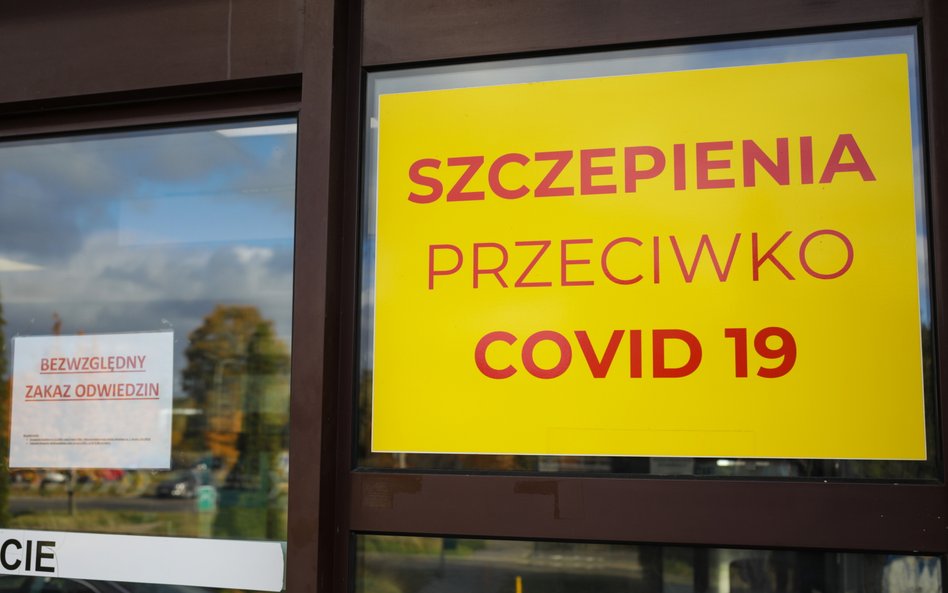 SZCZEPIENIA
PRZECIWKO
COVID 19
BEZWZGLĘDNY
ZAKAZ ODWIEDZIN
CIE